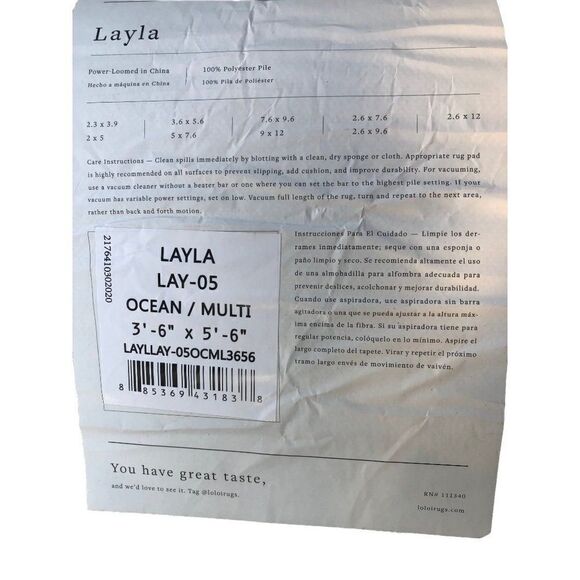 Layla
Power-Loomed in China
Hecho a máquina en China
100% Polyester Pile
100% Pila de Poliéster
2.3 x 3.9
2 x 5
3.6 x 5.6
5 x 7.6
7.6 x 9.6
9 x 12
2.6 x 7.6
2.6 x 9.6
2.6 x 12
Care Instructions — Clean spills immediately by blotting with a clean, dry sponge or cloth. Appropriate rug pad
is highly recommended on all surfaces to prevent slipping, add cushion, and improve durability. For vacuuming,
use a vacuum cleaner without a beater bar or one where you can set the bar to the highest pile setting. If your
vacuum has variable power settings, set on low. Vacuum full length of the rug, turn and repeat to the next area,
rather than back and forth motion.
2176410302020
LAYLA
LAY-05
OCEAN / MULTI
3'-6" x 5'-6"
LAYLLAY-05OCML3656
8 85369 43183 8
Instrucciones Para El Cuidado — Limpie los der-
rames inmediatamente; seque con una esponja o
paño limpio y seco. Se recomienda altamente el uso
de una almohadilla para alfombra adecuada para
prevenir deslices, acolchonar y mejorar durabilidad.
Cuando use aspiradora, use aspiradora sin barra
agitadora o una que se pueda ajustar a la altura máx-
ima encima de la fibra. Si su aspiradora tiene para
regular potencia, colóquelo en lo mínimo. Aspire el
largo completo del tapete. Virar y repetir el próximo
tramo largo envés de movimiento de vaivén.
You have great taste,
and we'd love to see it. Tag @loloirugs.
RN# 111340
loloirugs.com